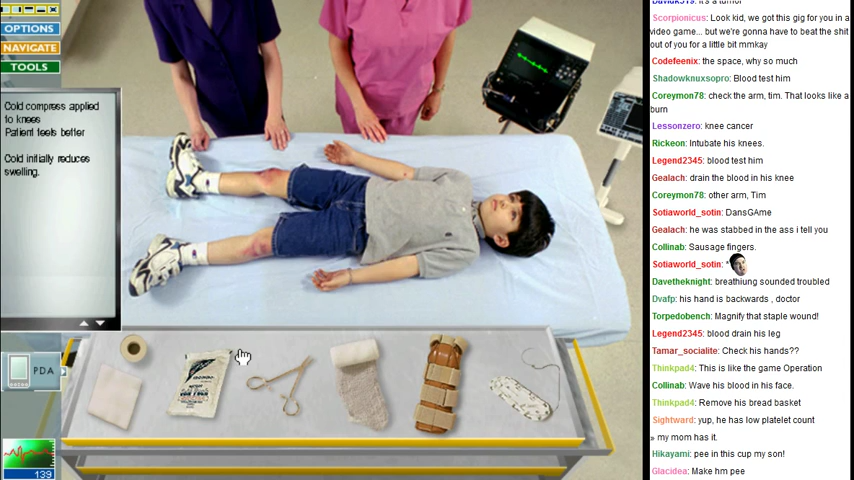 OPTIONS
NAVIGATE
TOOLS
Cold compress applied
to knees
Patient feels better
Cold initially reduces
swelling.
PDA
139
Scorpionicus: Look kid, we got this gig for you in a
video game... but we're gonna have to beat the shit
out of you for a little bit mmkay
Codefeenix: the space, why so much
Shadowknuxsopro: Blood test him
Coreymon78: check the arm, tim. That looks like a
burn
Lessonzero: knee cancer
Rickeon: Intubate his knees.
Legend2345: blood test him
Gealach: drain the blood in his knee
Coreymon78: other arm, Tim
Sotiaworld_sotin: DansGAme
Gealach: he was stabbed in the ass i tell you
Collinab: Sausage fingers.
Sotiaworld_sotin: *
Davetheknight: breathiung sounded troubled
Dvafp: his hand is backwards , doctor
Torpedobench: Magnify that staple wound!
Legend2345: blood drain his leg
Tamar_socialite: Check his hands??
Thinkpad4: This is like the game Operation
Collinab: Wave his blood in his face.
Thinkpad4: Remove his bread basket
Sightward: yup, he has low platelet count
» my mom has it.
Hikayami: pee in this cup my son!
Glacidea: Make hm pee